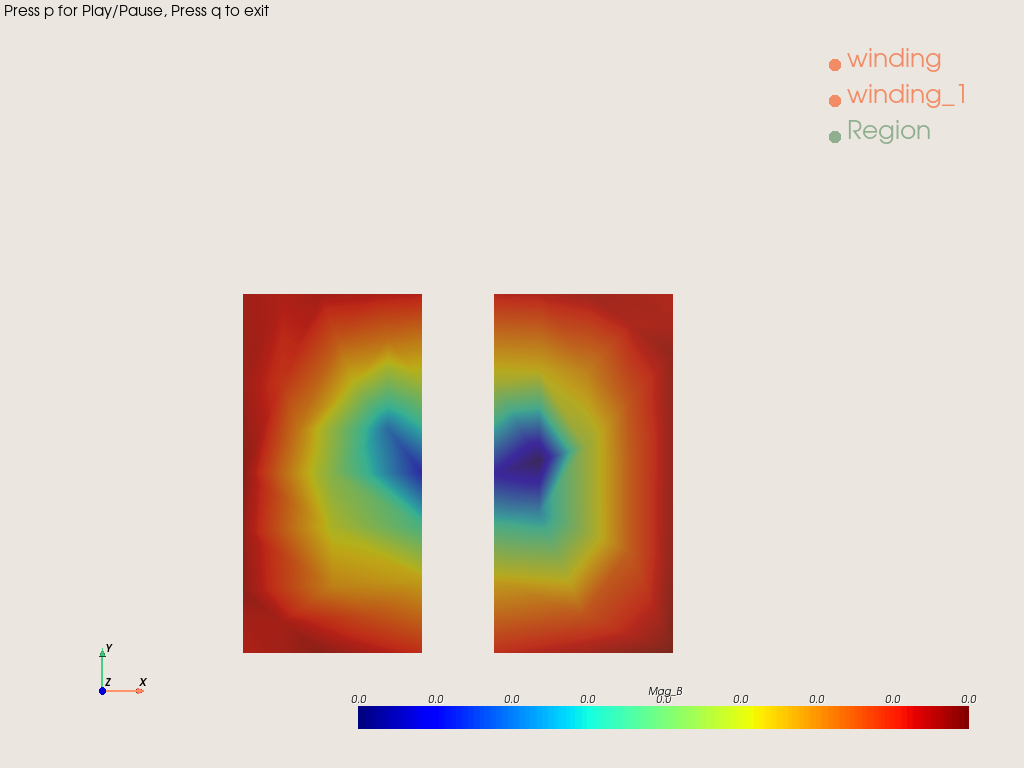 Press p for Play/Pause, Press q to exit
winding
winding_1
Region
Y
Z X
Mag_B
0.0 0.0 0.0 0.0 0.0 0.0 0.0 0.0 0.0